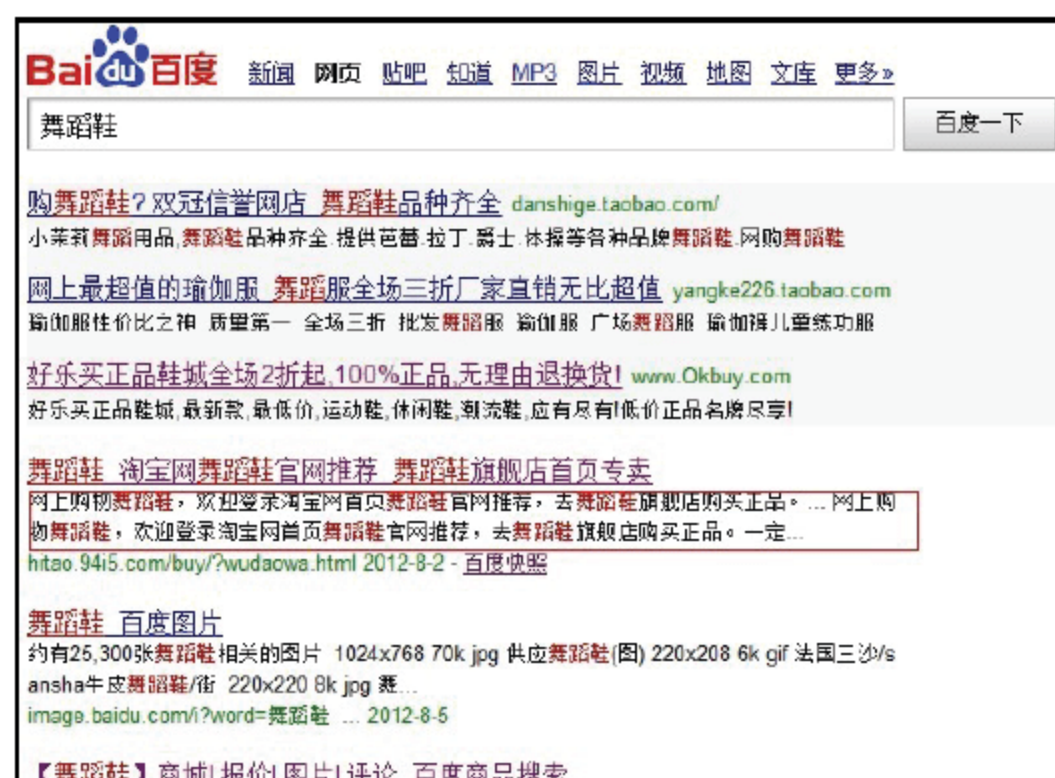 Bai du 百度 新闻 网页 贴吧 知道 MP3 图片 视频 地图 文库 更多»
舞蹈鞋 百度一下
购舞蹈鞋?双冠信誉网店 舞蹈鞋品种齐全 danshige.taobao.com/
小茉莉舞蹈用品,舞蹈鞋品种齐全.提供芭蕾.拉丁.爵士.体操等各种品牌舞蹈鞋.网购舞蹈鞋
网上最超值的瑜伽服 舞蹈服全场三折厂家直销无比超值 yangke226.taobao.com
瑜伽服性价比之神 质量第一 全场三折 批发舞蹈服 瑜伽服 广场舞蹈服 瑜伽裤儿童练功服
好乐买正品鞋城全场2折起,100%正品,无理由退换货! www.Okbuy.com
好乐买正品鞋城,最新款,最低价,运动鞋,休闲鞋,潮流鞋,应有尽有!低价正品名牌尽享!
舞蹈鞋 淘宝网舞蹈鞋官网推荐 舞蹈鞋旗舰店首页专卖
网上购物舞蹈鞋，欢迎登录淘宝网首页舞蹈鞋官网推荐，去舞蹈鞋旗舰店购买正品。... 网上购
物舞蹈鞋，欢迎登录淘宝网首页舞蹈鞋官网推荐，去舞蹈鞋旗舰店购买正品。一定...
hitao.94i5.com/buy/?wudaowa.html 2012-8-2 - 百度快照
舞蹈鞋 百度图片
约有25,300张舞蹈鞋相关的图片 1024x768 70k jpg 供应舞蹈鞋(图) 220x208 6k gif 法国三沙/s
ansha牛皮舞蹈鞋/街 220x220 8k jpg 舞...
image.baidu.com/i?word=舞蹈鞋 ... 2012-8-5
【舞蹈鞋】商城!报价!图片!评论 百度商品搜索